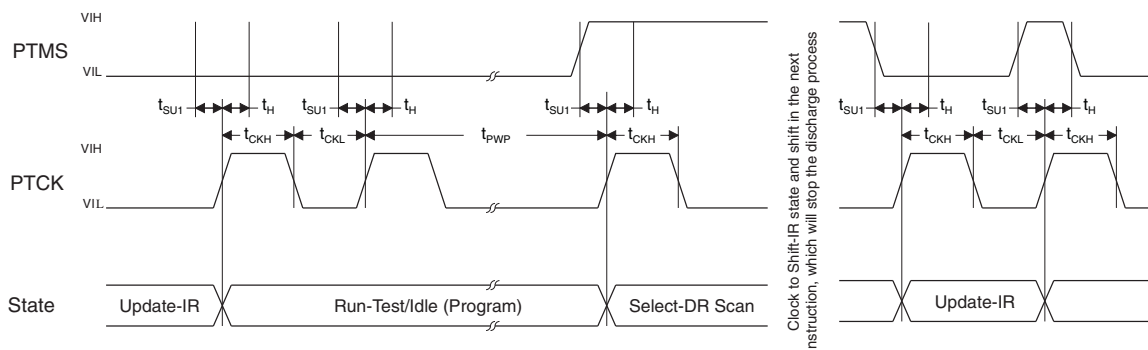 VIH
PTMS
VIL
tSU1 tH tSU1 tH tSU1 tH tSU1 tH tSU1 tH
tCKH tCKL tPWP tCKH tCKH tCKL tCKH
VIH
PTCK
VIL
State
Update-IR
Run-Test/Idle (Program)
Select-DR Scan
Clock to Shift-IR state and shift in the next
nstruction, which will stop the discharge process
Update-IR